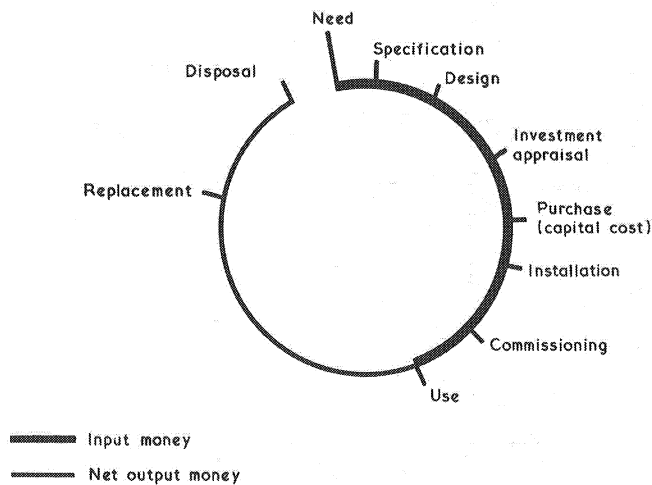 Need
Specification
Design
Disposal
Investment
appraisal
Replacement
Purchase
(capital cost)
Installation
Commissioning
Use
Input money
Net output money